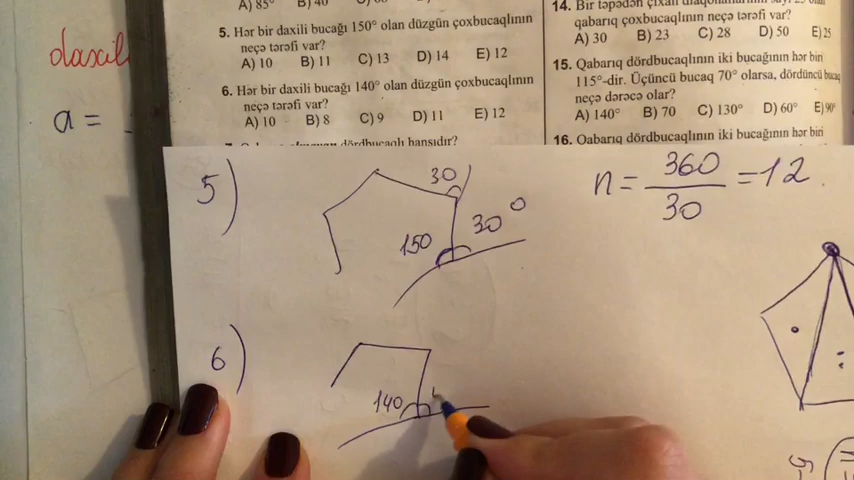 A) 85° B) 40
5. Hər bir daxili bucağı 150° olan düzgün çoxbucaqlının
neçə tərəfi var?
A) 10 B) 11 C) 13 D) 14 E) 12
6. Hər bir daxili bucağı 140° olan düzgün çoxbucaqlının
neçə tərəfi var?
A) 10 B) 8 C) 9 D) 11 E) 12
dördbucaqlı hansıdır?
14. Bir təpədən çıxan
qabarıq çoxbucaqlının neçə tərəfi var?
A) 30 B) 23 C) 28 D) 50 E) 25
15. Qabarıq dördbucaqlının iki bucağının hər biri
115°-dir. Üçüncü bucaq 70° olarsa, dördüncü bucaq
neçə dərəcə olar?
A) 140° B) 70 C) 130° D) 60° E) 90°
16. Qabarıq dördbucaqlının iki bucağının hər biri
daxili
a =
5)
30
150
30°
n = 360/30 = 12
6)
140